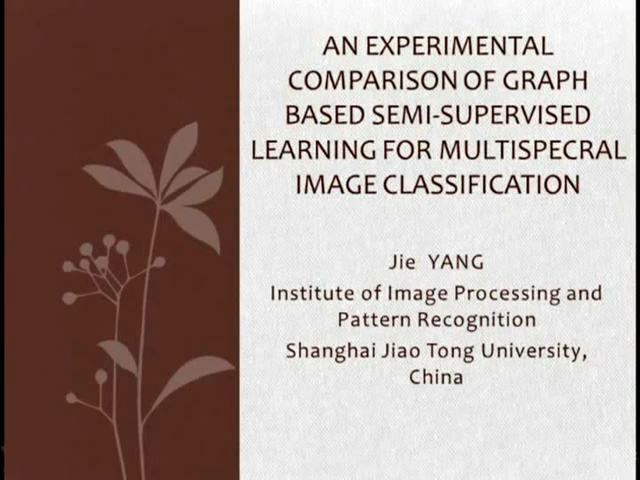 AN EXPERIMENTAL
COMPARISON OF GRAPH
BASED SEMI-SUPERVISED
LEARNING FOR MULTISPECRAL
IMAGE CLASSIFICATION
Jie YANG
Institute of Image Processing and
Pattern Recognition
Shanghai Jiao Tong University,
China